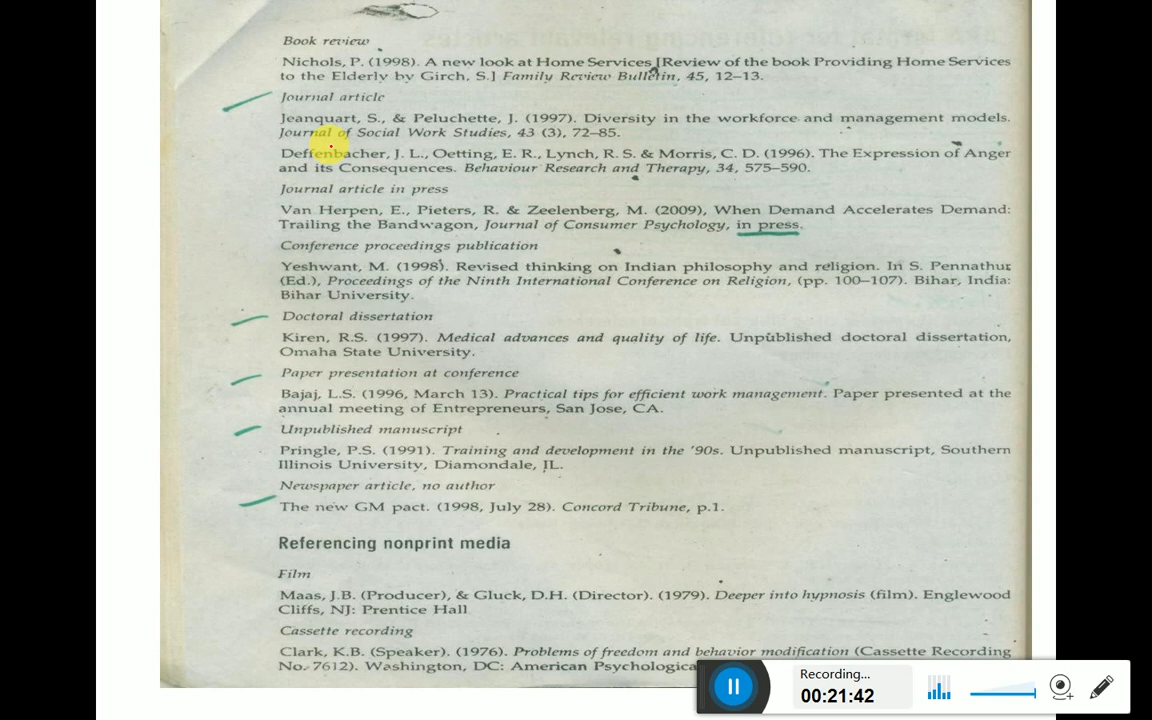 Book review
Nichols, P. (1998). A new look at Home Services [Review of the book Providing Home Services
to the Elderly by Girch, S.] Family Review Bulletin, 45, 12–13.
Journal article
Jeanquart, S., & Peluchette, J. (1997). Diversity in the workforce and management models.
Journal of Social Work Studies, 43 (3), 72–85.
Deffenbacher, J. L., Oetting, E. R., Lynch, R. S. & Morris, C. D. (1996). The Expression of Anger
and its Consequences. Behaviour Research and Therapy, 34, 575–590.
Journal article in press
Van Herpen, E., Pieters, R. & Zeelenberg, M. (2009), When Demand Accelerates Demand:
Trailing the Bandwagon, Journal of Consumer Psychology, in press.
Conference proceedings publication
Yeshwant, M. (1998). Revised thinking on Indian philosophy and religion. In S. Pennathur
(Ed.), Proceedings of the Ninth International Conference on Religion, (pp. 100–107). Bihar, India:
Bihar University.
Doctoral dissertation
Kiren, R.S. (1997). Medical advances and quality of life. Unpublished doctoral dissertation,
Omaha State University.
Paper presentation at conference
Bajaj, L.S. (1996, March 13). Practical tips for efficient work management. Paper presented at the
annual meeting of Entrepreneurs, San Jose, CA.
Unpublished manuscript
Pringle, P.S. (1991). Training and development in the '90s. Unpublished manuscript, Southern
Illinois University, Diamondale, IL.
Newspaper article, no author
The new GM pact. (1998, July 28). Concord Tribune, p.1.
Referencing nonprint media
Film
Maas, J.B. (Producer), & Gluck, D.H. (Director). (1979). Deeper into hypnosis (film). Englewood
Cliffs, NJ: Prentice Hall
Cassette recording
Clark, K.B. (Speaker). (1976). Problems of freedom and behavior modification (Cassette Recording
No. 7612). Washington, DC: American
Recording...
00:21:42